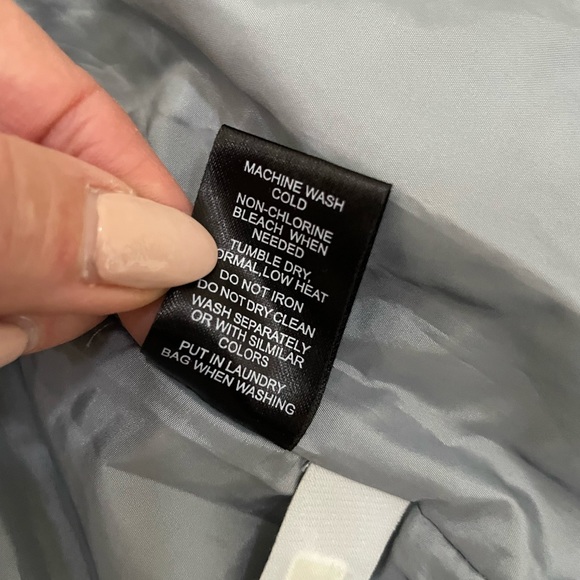 MACHINE WASH
COLD
NON-CHLORINE
BLEACH WHEN
NEEDED
TUMBLE DRY,
ORMAL, LOW HEAT
DO NOT IRON
DO NOT DRY CLEAN
WASH SEPARATELY
OR WITH SILMILAR
COLORS
PUT IN LAUNDRY
BAG WHEN WASHING